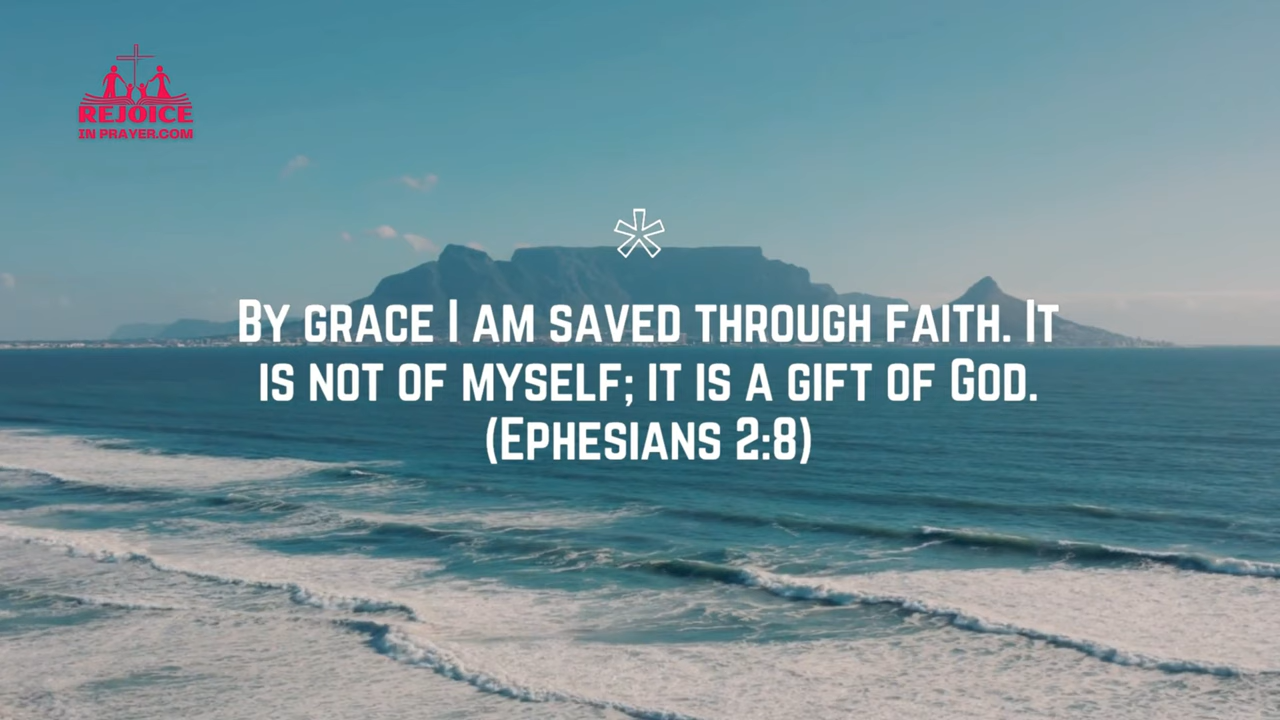 REJOICE
IN PRAYER.COM
By grace I am saved through faith. It
is not of myself; it is a gift of God.
(Ephesians 2:8)